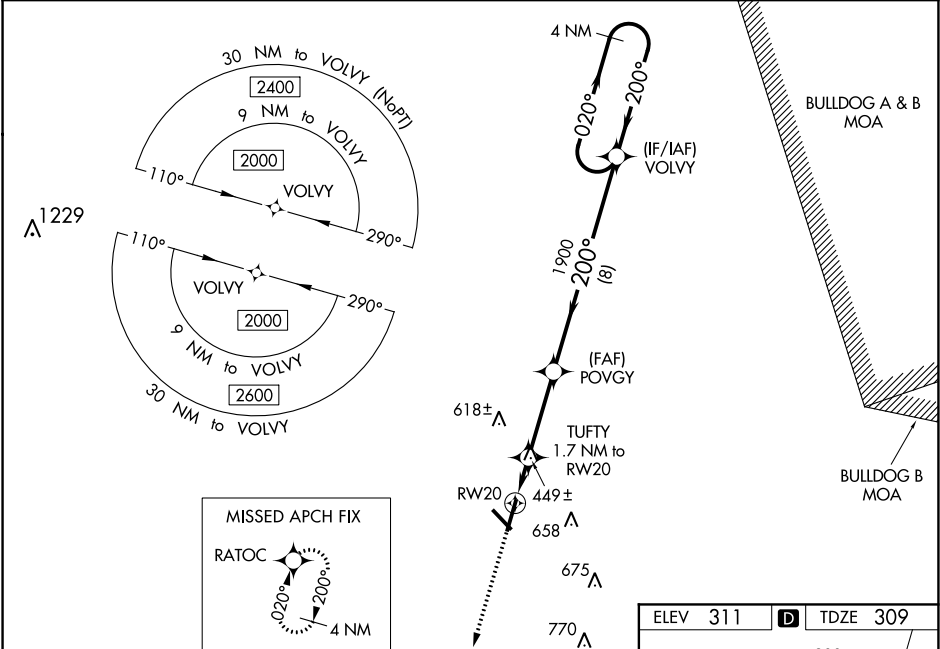 30 NM to VOLVY (NoPT)
2400
9 NM to VOLVY
2000
110°
VOLVY
290°
1229
110°
VOLVY
290°
2000
9 NM to VOLVY
2600
30 NM to VOLVY
4 NM
020°
200°
(IF/IAF)
VOLVY
1900
200°
(8)
(FAF)
POVGY
618±
TUFTY
1.7 NM to
RW20
RW20
449±
658
675
770
BULLDOG A & B
MOA
BULLDOG B
MOA
MISSED APCH FIX
RATOC
020°
200°
4 NM
ELEV 311 D TDZE 309